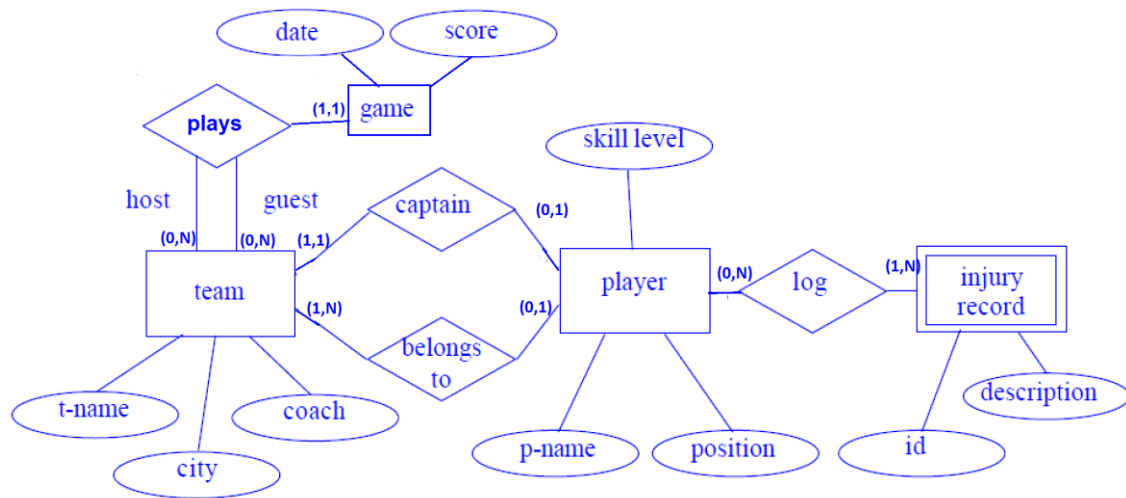 date
score
plays
(1,1)
game
skill level
host
guest
captain
(0,1)
(0,N)
(0,N)
(1,1)
team
player
(0,N)
log
(1,N)
injury
record
(1,N)
(0,1)
belongs
to
t-name
coach
description
city
p-name
position
id